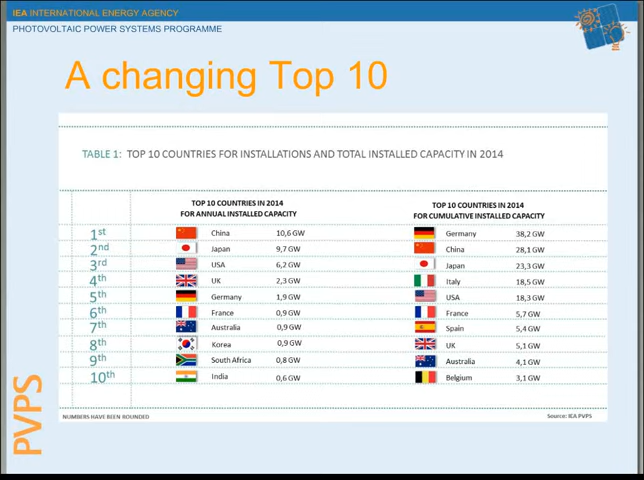 IEA INTERNATIONAL ENERGY AGENCY
PHOTOVOLTAIC POWER SYSTEMS PROGRAMME
A changing Top 10
TABLE 1: TOP 10 COUNTRIES FOR INSTALLATIONS AND TOTAL INSTALLED CAPACITY IN 2014
TOP 10 COUNTRIES IN 2014 TOP 10 COUNTRIES IN 2014
FOR ANNUAL INSTALLED CAPACITY FOR CUMULATIVE INSTALLED CAPACITY
1st China 10,6 GW Germany 38,2 GW
2nd Japan 9,7 GW China 28,1 GW
3rd USA 6,2 GW Japan 23,3 GW
4th UK 2,3 GW Italy 18,5 GW
5th Germany 1,9 GW USA 18,3 GW
6th France 0,9 GW France 5,7 GW
7th Australia 0,9 GW Spain 5,4 GW
8th Korea 0,9 GW UK 5,1 GW
9th South Africa 0,8 GW Australia 4,1 GW
10th India 0,6 GW Belgium 3,1 GW
NUMBERS HAVE BEEN ROUNDED Source: IEA PVPS
PVPS